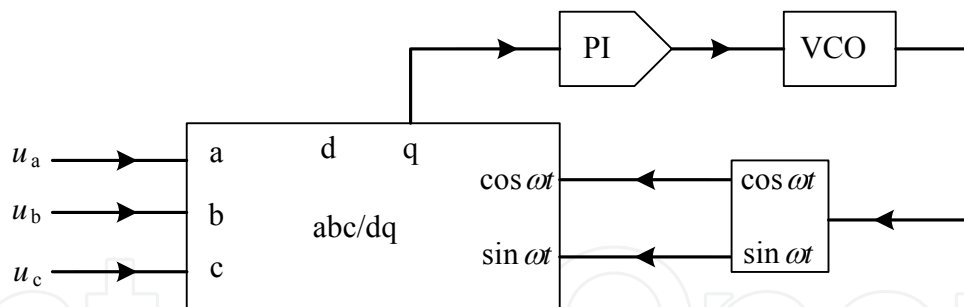 PI
VCO
u a
a
d
q
cos ωt
cos ωt
u b
b
abc/dq
sin ωt
sin ωt
u c
c